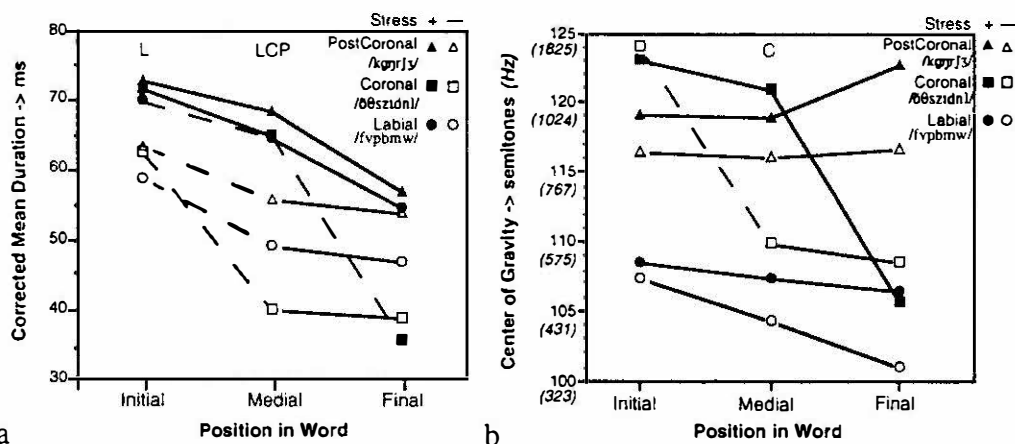 Stress + —
PostCoronal
Coronal
/ðθszɪdnl/
Labial
/fvpbmw/
L
LCP
80
70
60
50
40
30
Corrected Mean Duration -> ms
Initial
Medial
Final
Position in Word
a
Stress + —
PostCoronal
Coronal
/ðθszɪdnl/
Labial
/fvpbmw/
C
125
(1825)
120
(1024)
115
(767)
110
(575)
105
(431)
100
(323)
Center of Gravity -> semitones (Hz)
Initial
Medial
Final
Position in Word
b